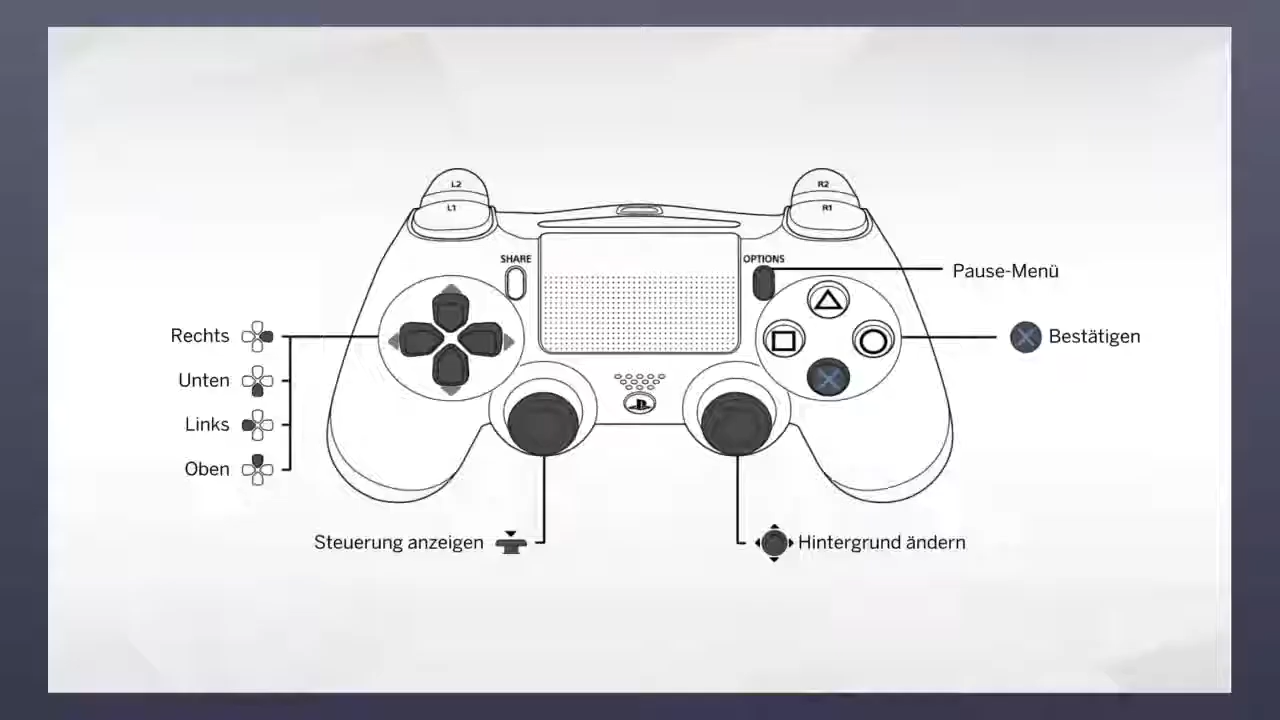 L2
R2
L1
R1
SHARE
OPTIONS
Pause-Menü
Rechts
Bestätigen
Unten
Links
Oben
Steuerung anzeigen
Hintergrund ändern